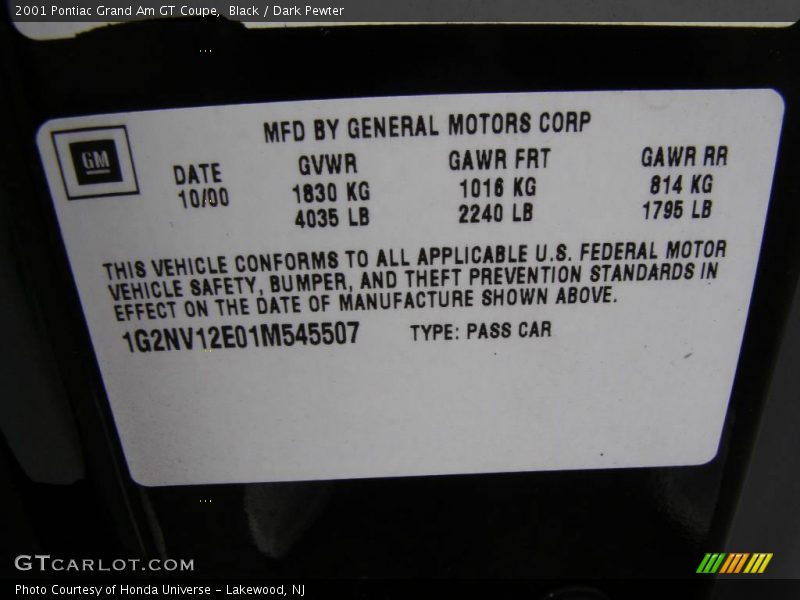 2001 Pontiac Grand Am GT Coupe,  Black / Dark Pewter
MFD BY GENERAL MOTORS CORP
GM
DATE
10/00
GVWR
1830 KG
4035 LB
GAWR FRT
1016 KG
2240 LB
GAWR RR
814 KG
1795 LB
THIS VEHICLE CONFORMS TO ALL APPLICABLE U.S. FEDERAL MOTOR
VEHICLE SAFETY, BUMPER, AND THEFT PREVENTION STANDARDS IN
EFFECT ON THE DATE OF MANUFACTURE SHOWN ABOVE.
1G2NV12E01M545507 TYPE: PASS CAR
GTCARLOT.COM
Photo Courtesy of Honda Universe - Lakewood, NJ